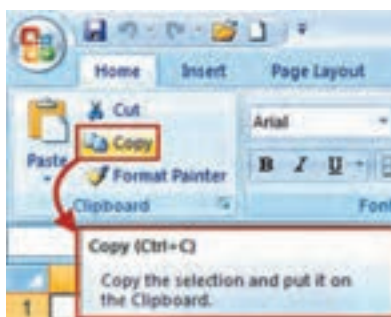 Home Insert Page Layout
Cut
Copy
Paste
Format Painter
Arial
B I U
Clipboard
Font
Copy (Ctrl+C)
Copy the selection and put it on
the Clipboard.
1